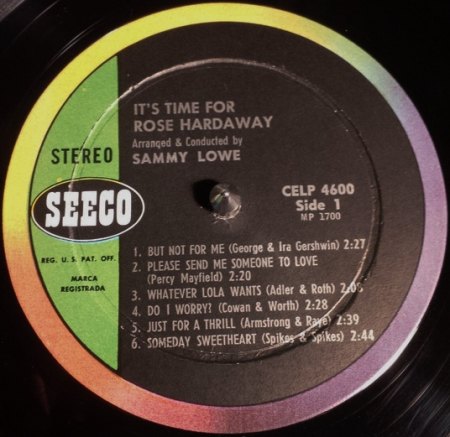 IT'S TIME FOR
ROSE HARDAWAY
Arranged & Conducted by
SAMMY LOWE
STEREO
SEECO
REG. U. S. PAT. OFF.
MARCA
REGISTRADA
CELP 4600
Side 1
MP 1700
1. BUT NOT FOR ME (George & Ira Gershwin) 2:27
2. PLEASE SEND ME SOMEONE TO LOVE
(Percy Mayfield) 2:20
3. WHATEVER LOLA WANTS (Adler & Roth)
4. DO I WORRY? (Cowan & Worth) 2:28
5. JUST FOR A THRILL (Armstrong & Raye) 2:39
6. SOMEDAY SWEETHEART (Spikes & Spikes) 2:44